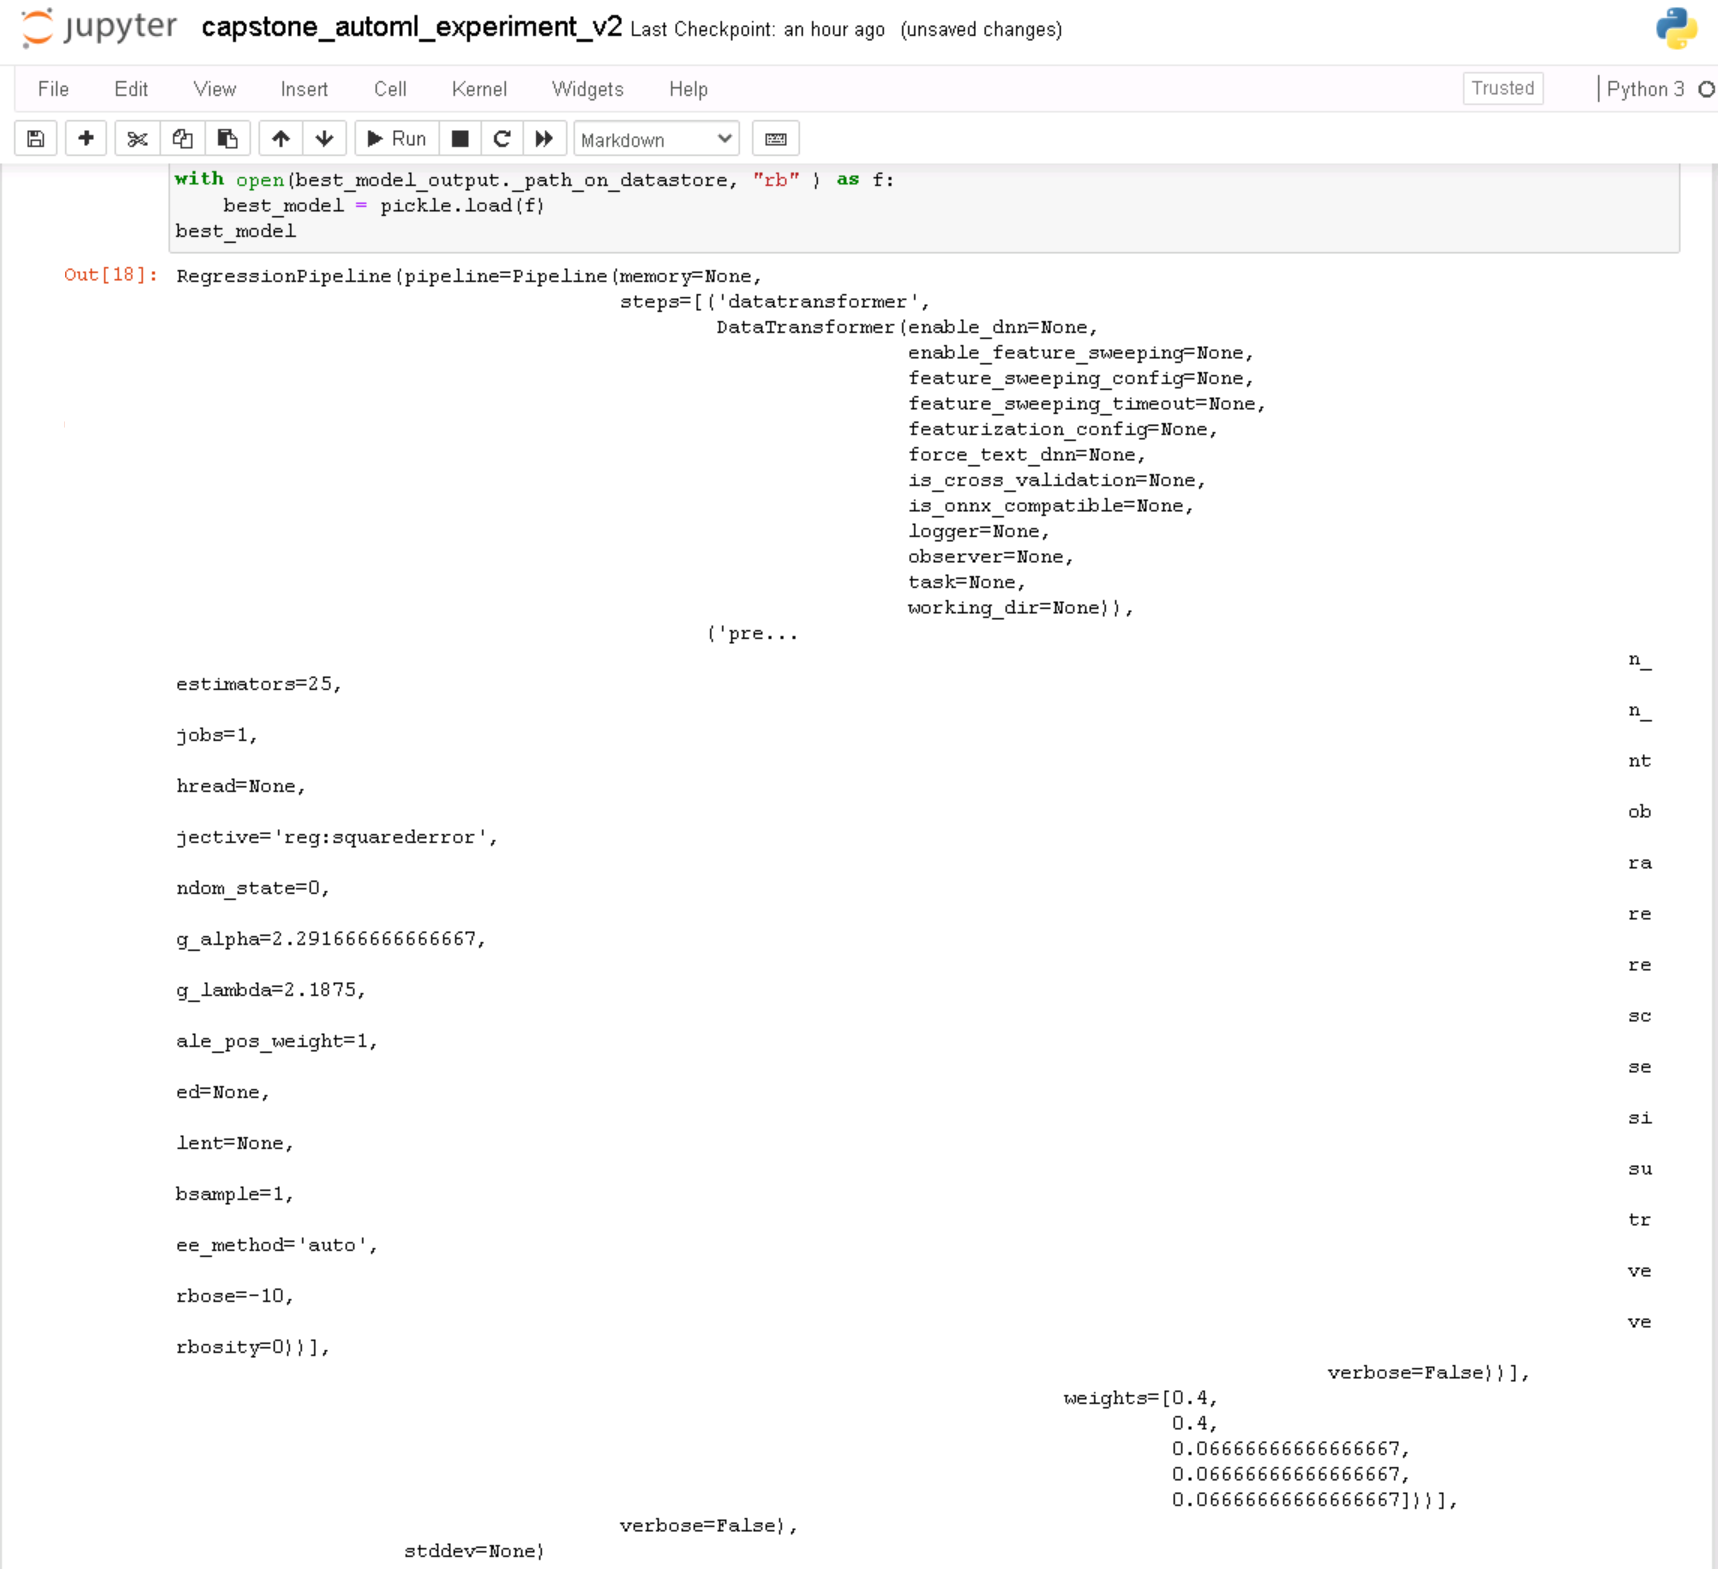 jupyter capstone_automl_experiment_v2 Last Checkpoint: an hour ago (unsaved changes)
File Edit View Insert Cell Kernel Widgets Help Trusted Python 3
Run Markdown
with open(best_model_output._path_on_datastore, "rb" ) as f:
best_model = pickle.load(f)
best_model
Out[18]: RegressionPipeline(pipeline=Pipeline(memory=None,
steps=[('datatransformer',
DataTransformer(enable_dnn=None,
enable_feature_sweeping=None,
feature_sweeping_config=None,
feature_sweeping_timeout=None,
featurization_config=None,
force_text_dnn=None,
is_cross_validation=None,
is_onnx_compatible=None,
logger=None,
observer=None,
task=None,
working_dir=None)),
('pre...
n_
estimators=25,
n_
jobs=1,
nt
hread=None,
ob
jective='reg:squarederror',
ra
ndom_state=0,
re
g_alpha=2.291666666666667,
re
g_lambda=2.1875,
sc
ale_pos_weight=1,
se
ed=None,
si
lent=None,
su
bsample=1,
tr
ee_method='auto',
ve
rbose=-10,
ve
rbosity=0))],
verbose=False))],
weights=[0.4,
0.4,
0.06666666666666667,
0.06666666666666667,
0.06666666666666667]))],
verbose=False),
stddev=None)